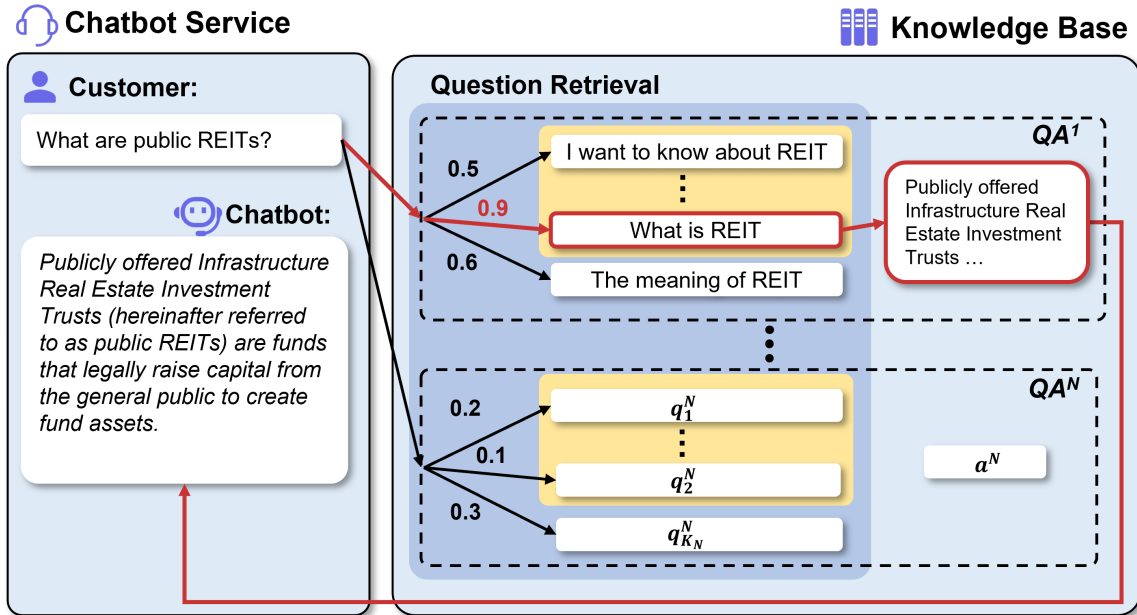 Chatbot Service
Knowledge Base
Customer:
What are public REITs?
Chatbot:
Publicly offered Infrastructure
Real Estate Investment
Trusts (hereinafter referred
to as public REITs) are funds
that legally raise capital from
the general public to create
fund assets.
Question Retrieval
QA¹
0.5
I want to know about REIT
0.9
What is REIT
0.6
The meaning of REIT
Publicly offered
Infrastructure Real
Estate Investment
Trusts …
QAᴺ
0.2
q₁ᴺ
0.1
q₂ᴺ
0.3
q_{K_N}^N
aᴺ